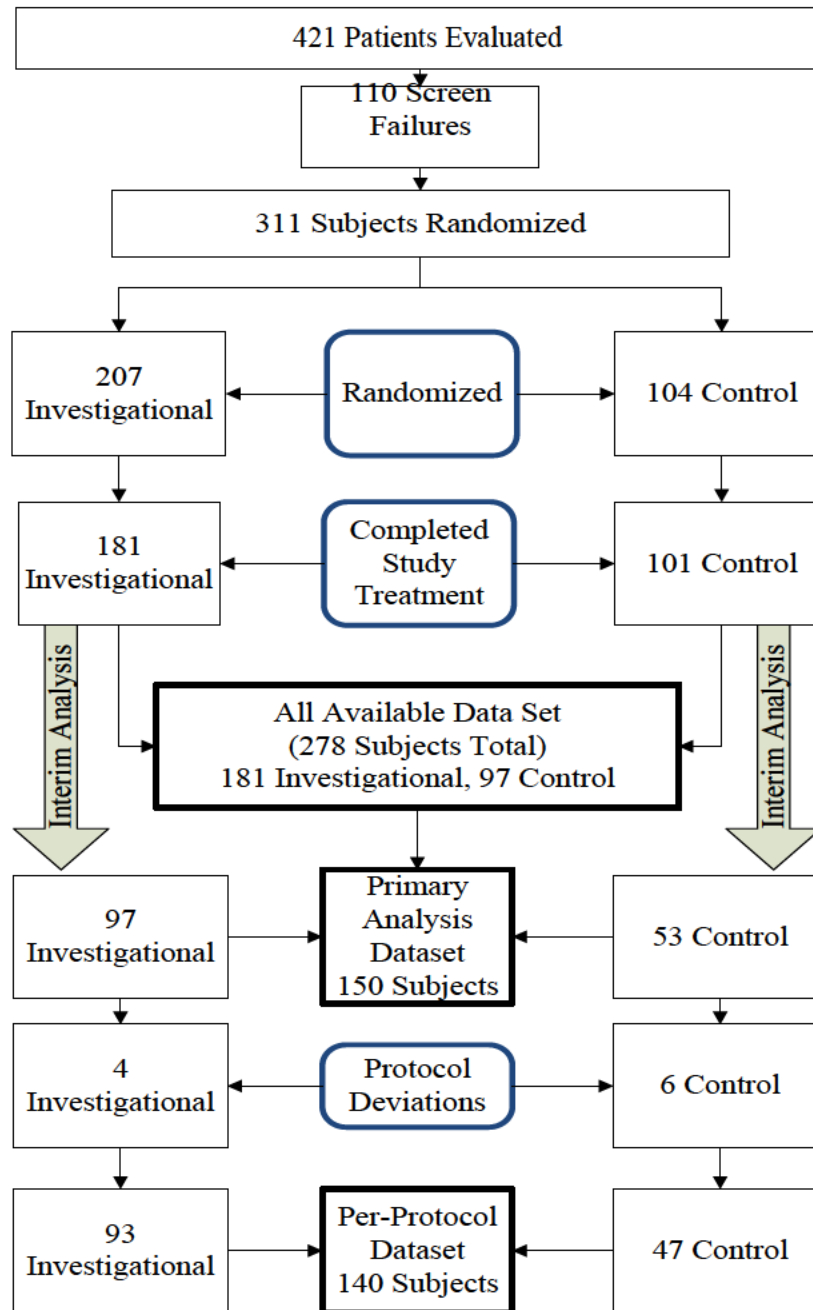 421 Patients Evaluated
110 Screen
Failures
311 Subjects Randomized
207
Investigational
Randomized
104 Control
181
Investigational
Completed
Study
Treatment
101 Control
Interim Analysis
All Available Data Set
(278 Subjects Total)
181 Investigational, 97 Control
Interim Analysis
97
Investigational
Primary
Analysis
Dataset
150 Subjects
53 Control
4
Investigational
Protocol
Deviations
6 Control
93
Investigational
Per-Protocol
Dataset
140 Subjects
47 Control